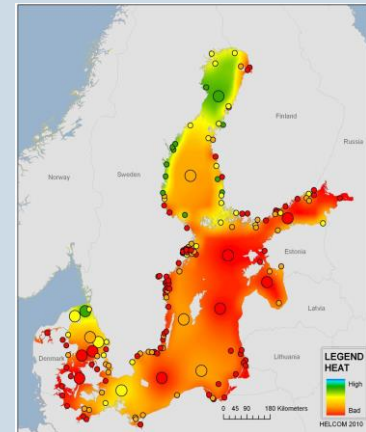 Finland
Russia
Norway
Sweden
Estonia
Latvia
Denmark
Lithuania
LEGEND
HEAT
High
Bad
0 45 90 180 Kilometers
HELCOM 2010